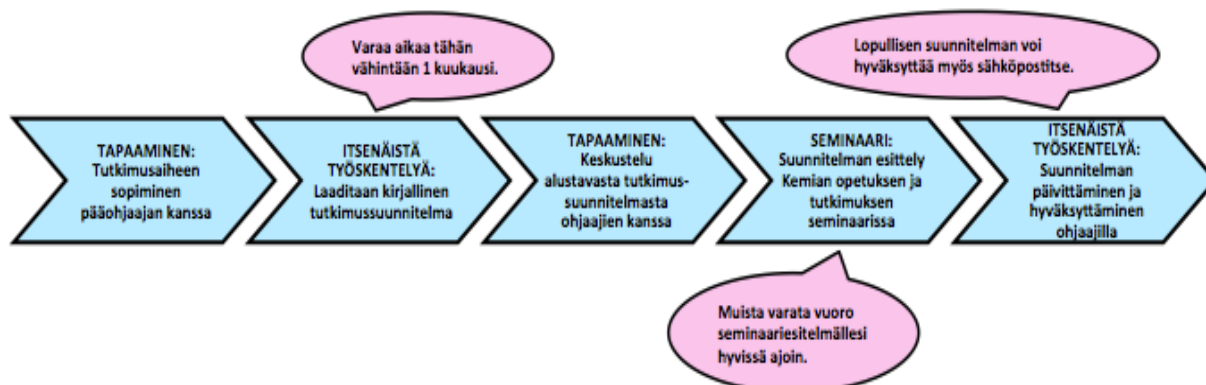 Varaa aikaa tähän
vähintään 1 kuukausi.
Lopullisen suunnitelman voi
hyväksyttää myös sähköpostitse.
TAPAAMINEN:
Tutkimusaiheen
sopiminen
pääohjaajan kanssa
ITSENÄISTÄ
TYÖSKENTELYÄ:
Laaditaan kirjallinen
tutkimussuunnitelma
TAPAAMINEN:
Keskustelu
alustavasta tutkimus-
suunnitelmasta
ohjaajien kanssa
SEMINAARI:
Suunnitelman esittely
Kemian opetuksen ja
tutkimuksen
seminaarissa
ITSENÄISTÄ
TYÖSKENTELYÄ:
Suunnitelman
päivittäminen ja
hyväksyttäminen
ohjaajilla
Muista varata vuoro
seminaariesitelmällesi
hyvissä ajoin.